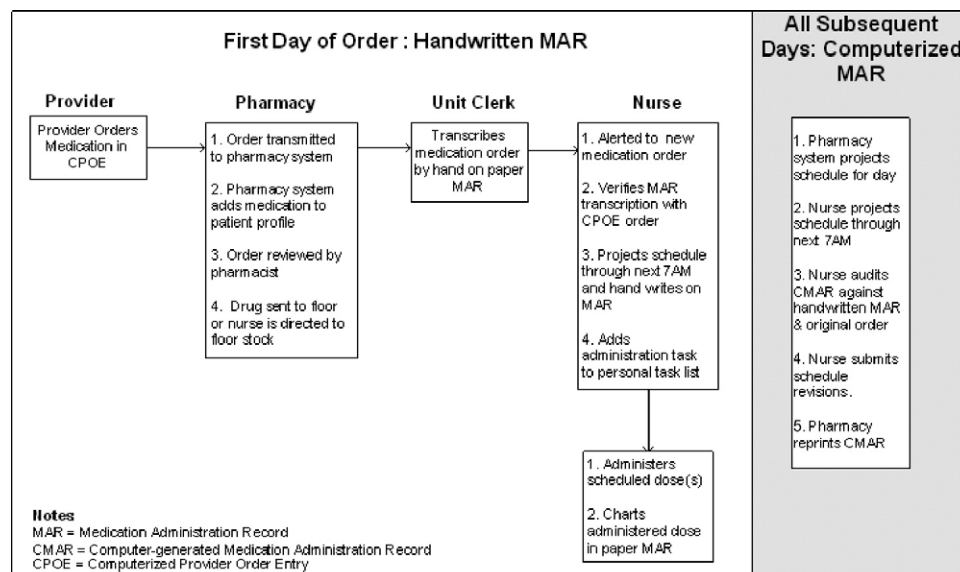 First Day of Order : Handwritten MAR
Provider
Provider Orders
Medication in
CPOE
Pharmacy
1. Order transmitted
to pharmacy system
2. Pharmacy system
adds medication to
patient profile
3. Order reviewed by
pharmacist
4. Drug sent to floor
or nurse is directed to
floor stock
Unit Clerk
Transcribes
medication order
by hand on paper
MAR
Nurse
1. Alerted to new
medication order
2. Verifies MAR
transcription with
CPOE order
3. Projects schedule
through next 7AM
and hand writes on
MAR
4. Adds
administration task
to personal task list
1. Administers
scheduled dose(s)
2. Charts
administered dose
in paper MAR
Notes
MAR = Medication Administration Record
CMAR = Computer-generated Medication Administration Record
CPOE = Computerized Provider Order Entry
All Subsequent
Days: Computerized
MAR
1. Pharmacy
system projects
schedule for day
2. Nurse projects
schedule through
next 7AM
3. Nurse audits
CMAR against
handwritten MAR
& original order
4. Nurse submits
schedule
revisions.
5. Pharmacy
reprints CMAR